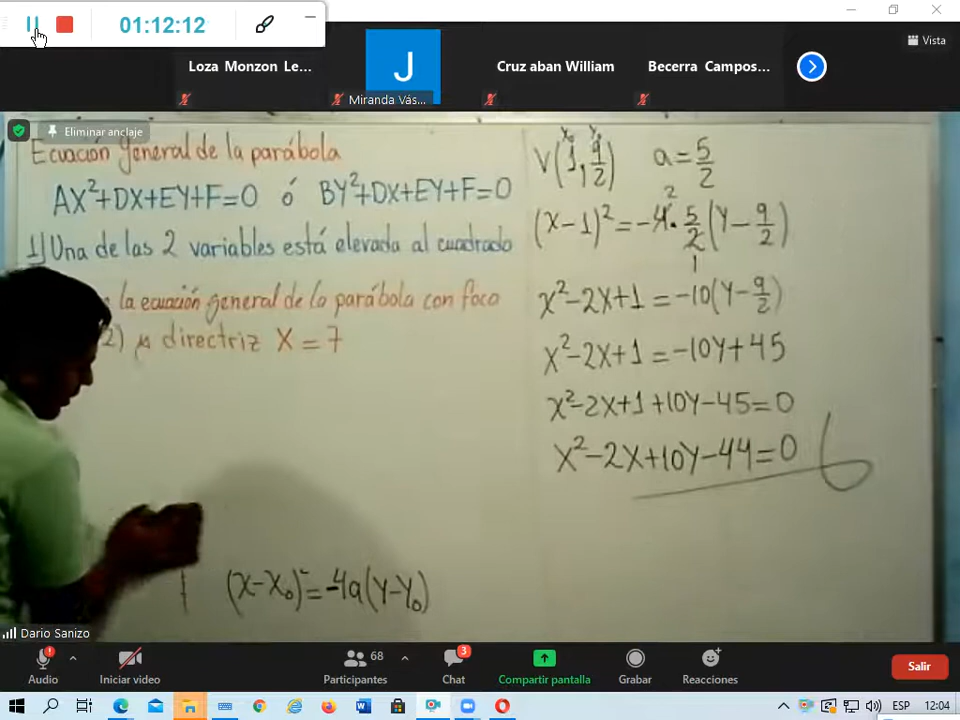 01:12:12
Vista
Loza Monzon Le...
J
Miranda Vás...
Cruz aban William
Becerra Campos...
Eliminar anclaje
Ecuación general de la parábola
AX²+DX+EY+F=0 ó BY²+DX+EY+F=0
1) Una de las 2 variables está elevada al cuadrado
la ecuación general de la parábola con foco
2) y directriz X = 7
(X-X₀)²=-4a(Y-Y₀)
X₀ Y₀
V(1, 9/2) a = 5/2
2
(X-1)²=-4·5/2(Y-9/2)
1
X²-2X+1=-10(Y-9/2)
X²-2X+1=-10Y+45
X²-2X+1+10Y-45=0
X²-2X+10Y-44=0
Dario Sanizo
Audio
Iniciar video
68
Participantes
3
Chat
Compartir pantalla
Grabar
Reacciones
Salir
ESP
12:04